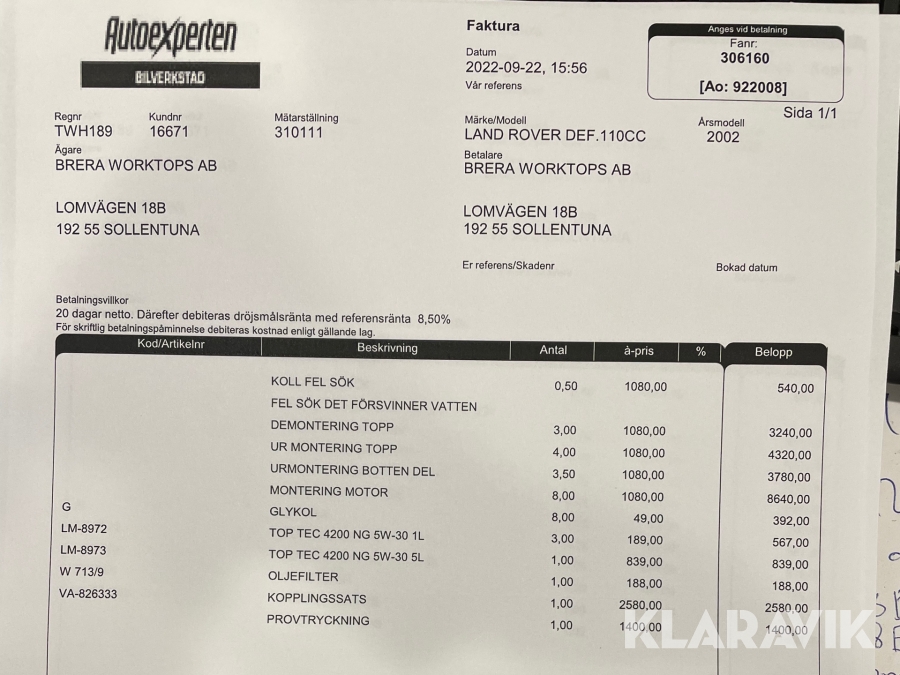 Autoexperten
BILVERKSTAD
Faktura
Datum
2022-09-22, 15:56
Vår referens
Anges vid betalning
Fanr:
306160
[Ao: 922008]
Sida 1/1
Regnr Kundnr Mätarställning
TWH189 16671 310111
Märke/Modell Årsmodell
LAND ROVER DEF.110CC 2002
Ägare
BRERA WORKTOPS AB
Betalare
BRERA WORKTOPS AB
LOMVÄGEN 18B
192 55 SOLLENTUNA
LOMVÄGEN 18B
192 55 SOLLENTUNA
Er referens/Skadenr Bokad datum
Betalningsvillkor
20 dagar netto. Därefter debiteras dröjsmålsränta med referensränta 8,50%
För skriftlig betalningspåminnelse debiteras kostnad enligt gällande lag.
Kod/Artikelnr Beskrivning Antal à-pris % Belopp
KOLL FEL SÖK 0,50 1080,00 540,00
FEL SÖK DET FÖRSVINNER VATTEN
DEMONTERING TOPP 3,00 1080,00 3240,00
UR MONTERING TOPP 4,00 1080,00 4320,00
URMONTERING BOTTEN DEL 3,50 1080,00 3780,00
MONTERING MOTOR 8,00 1080,00 8640,00
G GLYKOL 8,00 49,00 392,00
LM-8972 TOP TEC 4200 NG 5W-30 1L 3,00 189,00 567,00
LM-8973 TOP TEC 4200 NG 5W-30 5L 1,00 839,00 839,00
W 713/9 OLJEFILTER 1,00 188,00 188,00
VA-826333 KOPPLINGSSATS 1,00 2580,00 2580,00
PROVTRYCKNING 1,00 1400,00 1400,00
KLARAVIK